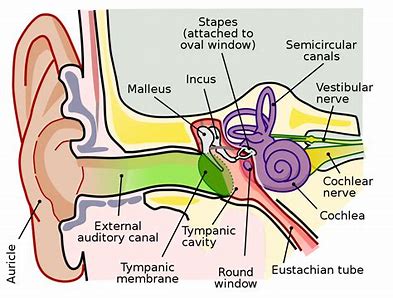 Stapes
(attached to
oval window)
Semicircular
canals
Incus
Malleus
Vestibular
nerve
Cochlear
nerve
Cochlea
External
auditory canal
Tympanic
cavity
Auricle
Tympanic
membrane
Round
window
Eustachian tube